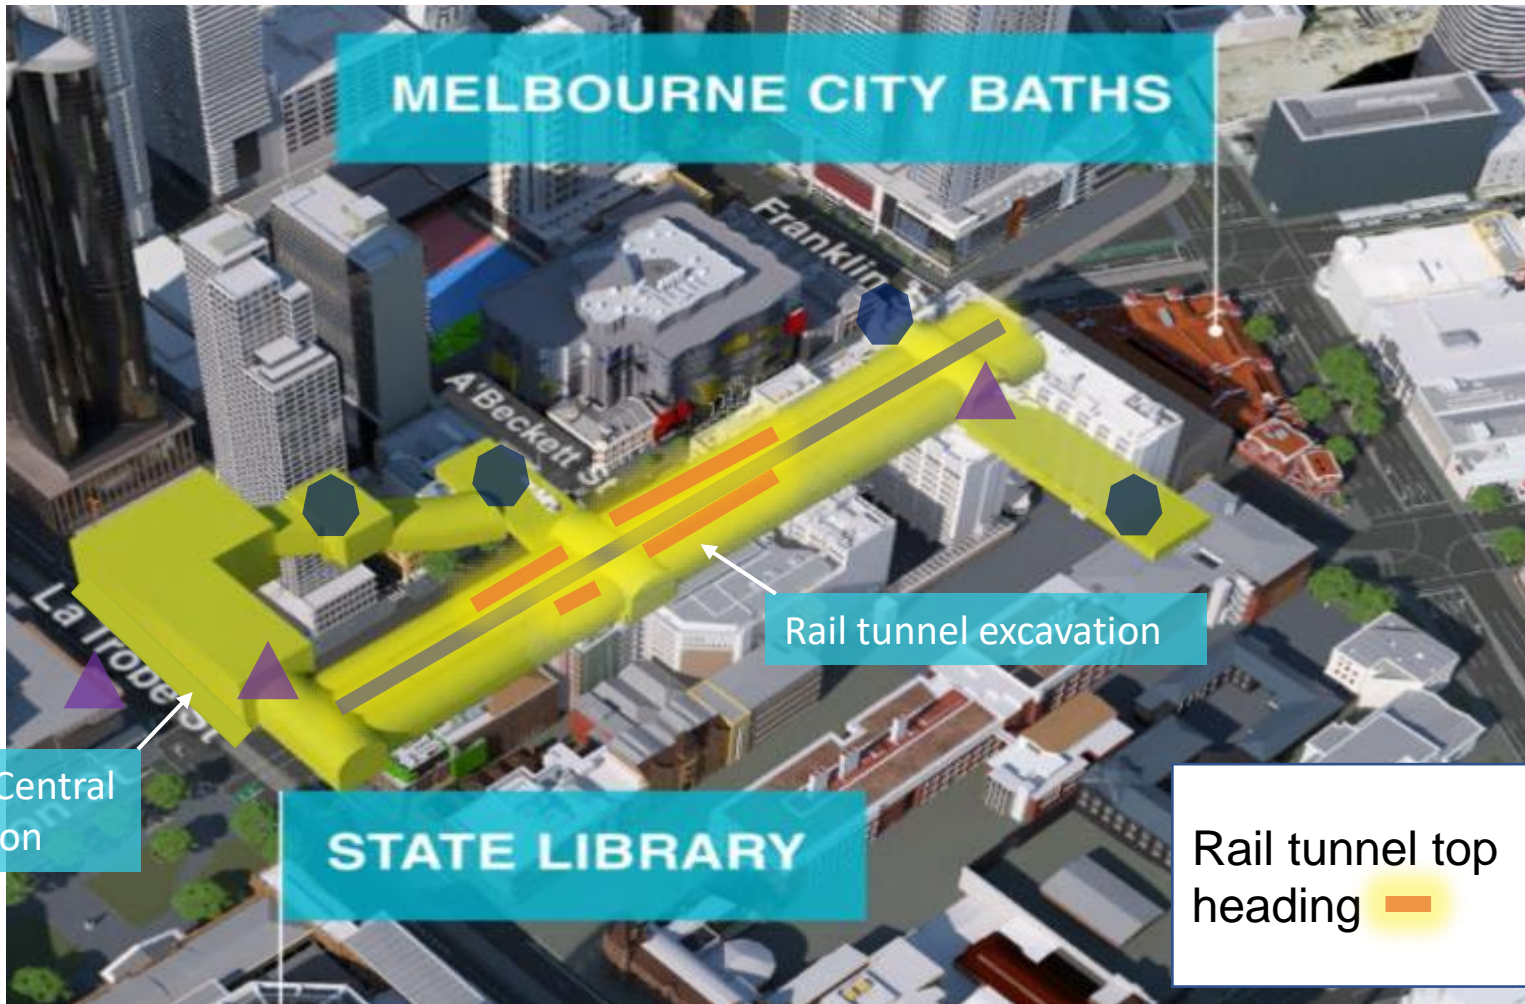 MELBOURNE CITY BATHS
Franklin
A'Beckett St
La Trobe St
Rail tunnel excavation
Central
on
STATE LIBRARY
Rail tunnel top
heading